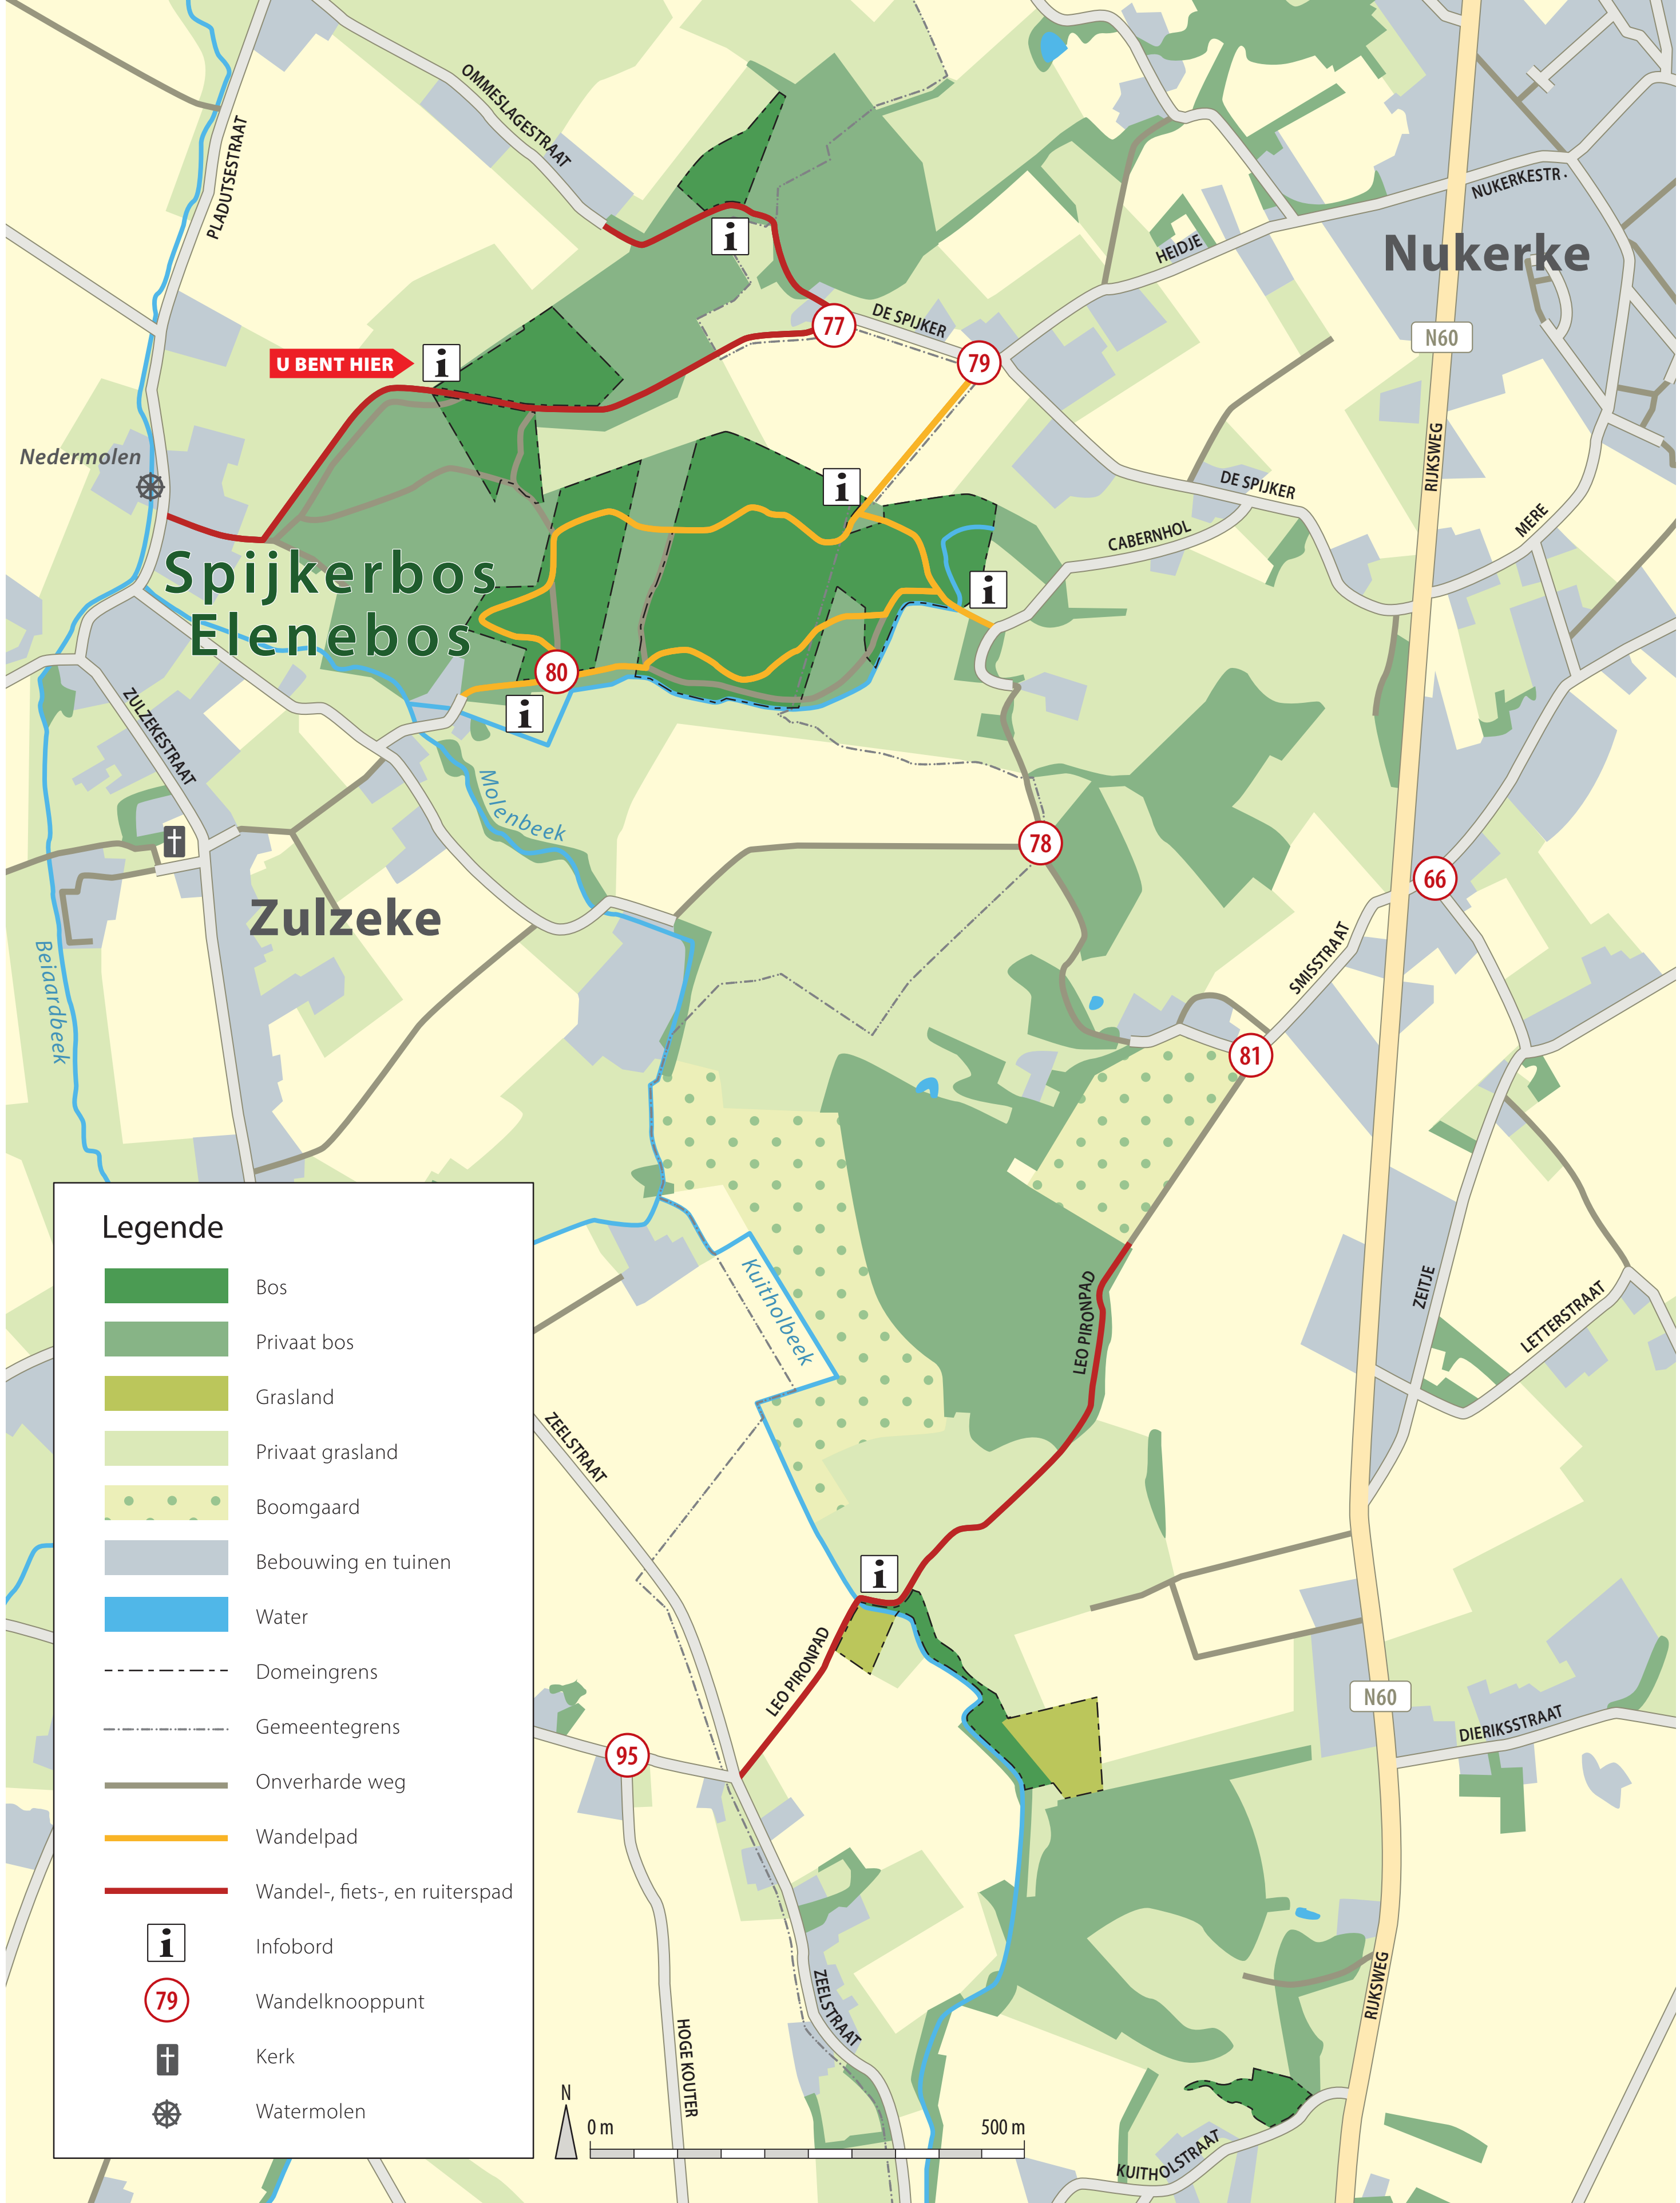 OMMESLAGESTRAAT
PLADUTSESTRAAT
NUKERKESTR.
HEIDJE
Nukerke
DE SPIJKER
77
N60
79
U BENT HIER
i
i
Nedermolen
RIJKSWEG
i
DE SPIJKER
MERE
CABERNHOL
Spijkerbos
Elenebos
i
80
i
ZULZEKESTRAAT
Molenbeek
78
66
Zulzeke
Beiaardbeek
SMISSTRAAT
81
Kuitholbeek
LEO PIRONPAD
ZEITJE
LETTERSTRAAT
ZEELSTRAAT
i
LEO PIRONPAD
N60
DIERIKSSTRAAT
95
ZEELSTRAAT
RIJKSWEG
HOGE KOUTER
KUITHOLSTRAAT
N
0 m
500 m
Legende
Bos
Privaat bos
Grasland
Privaat grasland
Boomgaard
Bebouwing en tuinen
Water
Domeingrens
Gemeentegrens
Onverharde weg
Wandelpad
Wandel-, fiets-, en ruiterspad
i
Infobord
79
Wandelknooppunt
Kerk
Watermolen